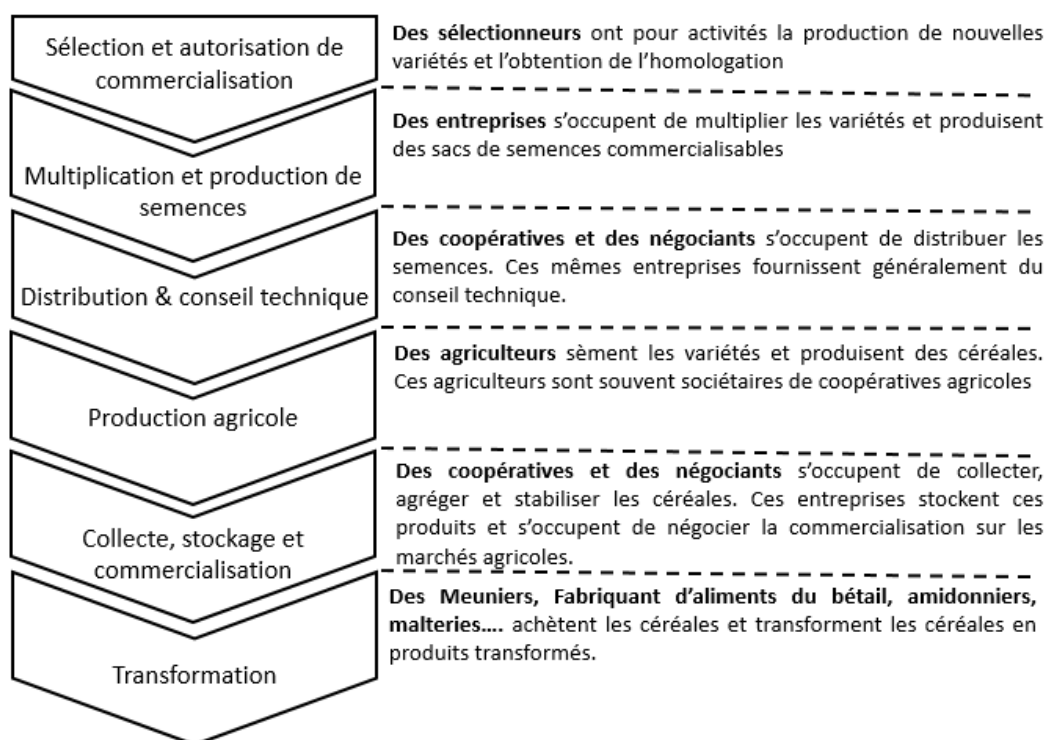 Sélection et autorisation de
commercialisation
Des sélectionneurs ont pour activités la production de nouvelles
variétés et l'obtention de l'homologation
Multiplication et production de
semences
Des entreprises s'occupent de multiplier les variétés et produisent
des sacs de semences commercialisables
Distribution & conseil technique
Des coopératives et des négociants s'occupent de distribuer les
semences. Ces mêmes entreprises fournissent généralement du
conseil technique.
Production agricole
Des agriculteurs sèment les variétés et produisent des céréales.
Ces agriculteurs sont souvent sociétaires de coopératives agricoles
Collecte, stockage et
commercialisation
Des coopératives et des négociants s'occupent de collecter,
agréger et stabiliser les céréales. Ces entreprises stockent ces
produits et s'occupent de négocier la commercialisation sur les
marchés agricoles.
Transformation
Des Meuniers, Fabriquant d'aliments du bétail, amidonniers,
malteries.... achètent les céréales et transforment les céréales en
produits transformés.